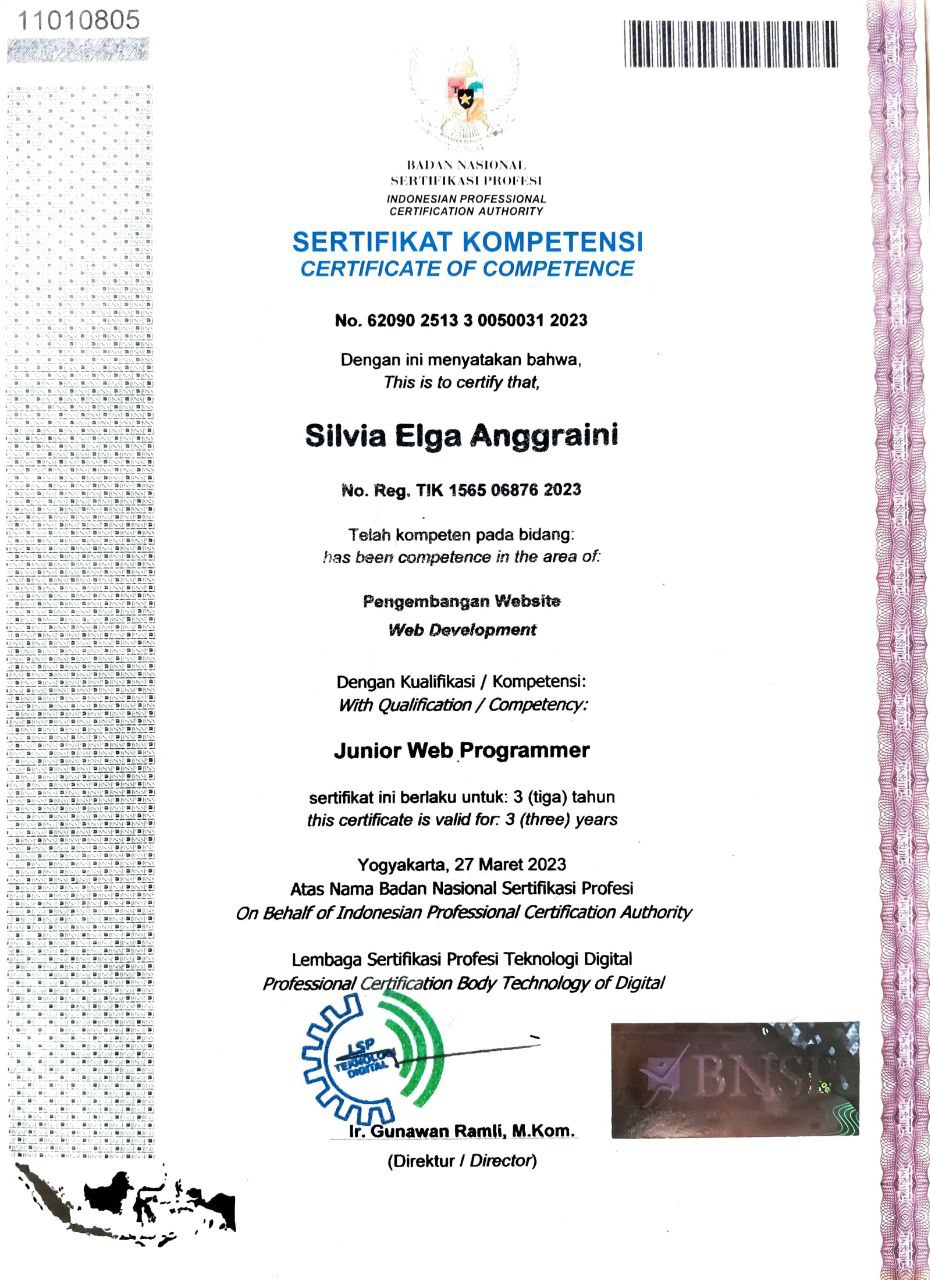 11010805
BADAN NASIONAL
SERTIFIKASI PROFESI
INDONESIAN PROFESSIONAL
CERTIFICATION AUTHORITY
SERTIFIKAT KOMPETENSI
CERTIFICATE OF COMPETENCE
No. 62090 2513 3 0050031 2023
Dengan ini menyatakan bahwa,
This is to certify that,
Silvia Elga Anggraini
No. Reg. TIK 1565 06876 2023
Telah kompeten pada bidang:
has been competence in the area of:
Pengembangan Website
Web Development
Dengan Kualifikasi / Kompetensi:
With Qualification / Competency:
Junior Web Programmer
sertifikat ini berlaku untuk: 3 (tiga) tahun
this certificate is valid for: 3 (three) years
Yogyakarta, 27 Maret 2023
Atas Nama Badan Nasional Sertifikasi Profesi
On Behalf of Indonesian Professional Certification Authority
Lembaga Sertifikasi Profesi Teknologi Digital
Professional Certification Body Technology of Digital
LSP
TEKNOLOGI
DIGITAL
BNSP
Ir. Gunawan Ramli, M.Kom.
(Direktur / Director)